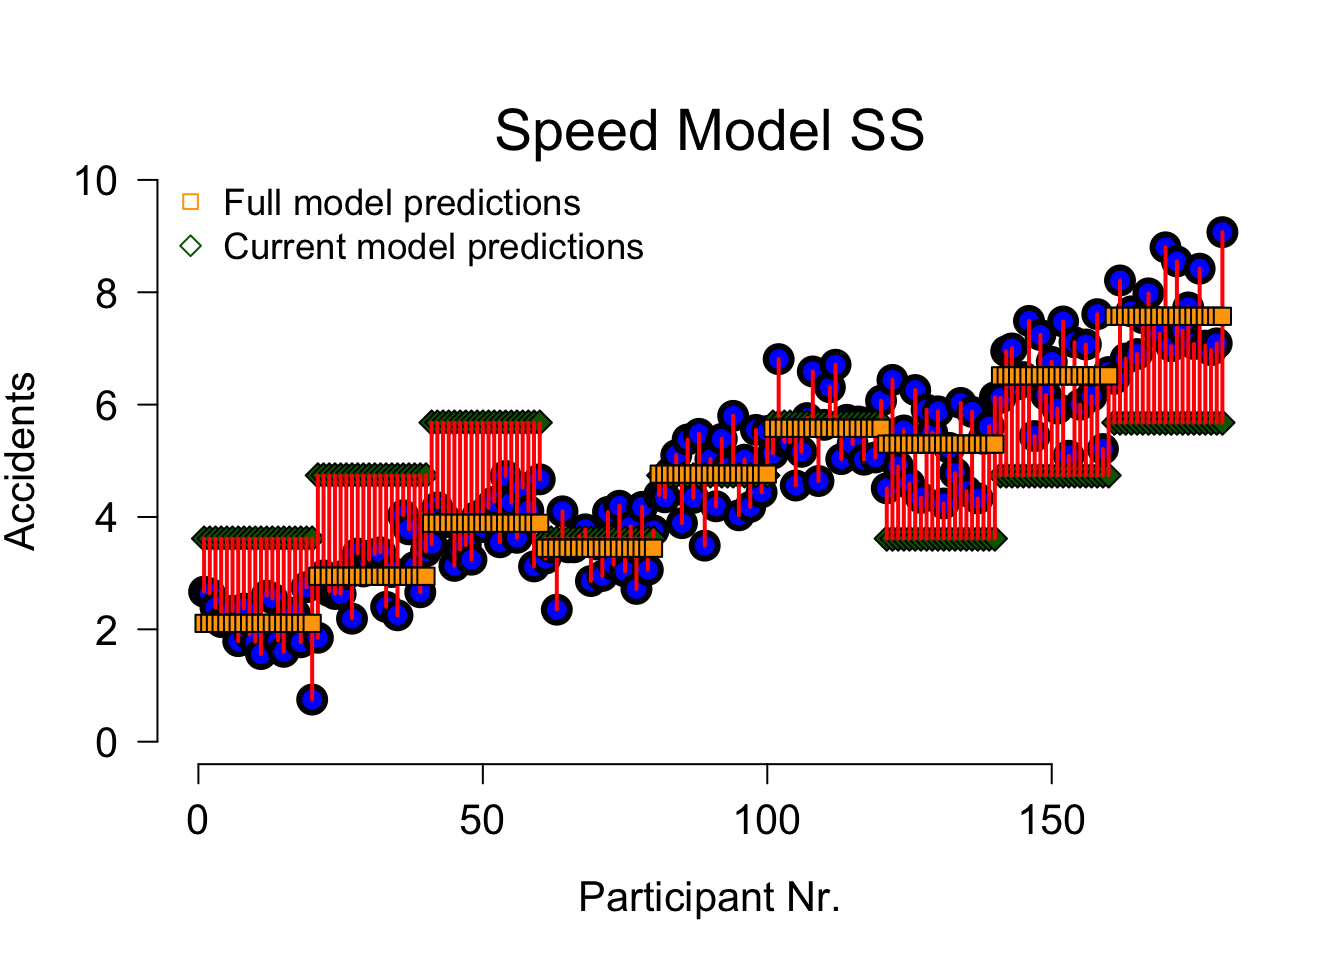 Speed Model SS
Full model predictions
Current model predictions
Accidents
10
8
6
4
2
0
0 50 100 150
Participant Nr.